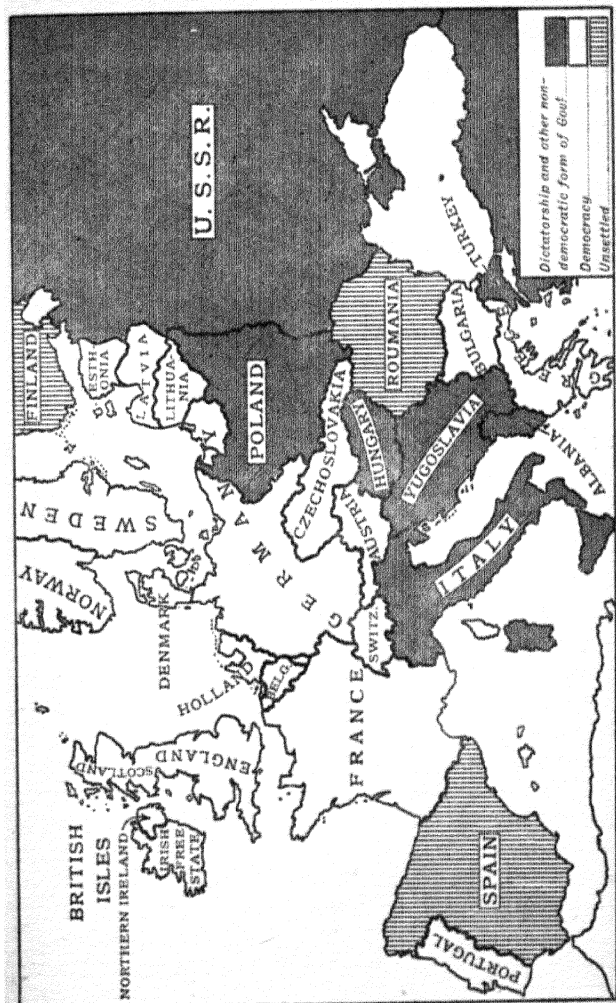 U.S.S.R.
FINLAND
ESTHONIA
LATVIA
LITHUANIA
POLAND
SWEDEN
NORWAY
DENMARK
GERMANY
CZECHOSLOVAKIA
AUSTRIA
HUNGARY
ROUMANIA
YUGOSLAVIA
BULGARIA
TURKEY
ALBANIA
ITALY
SWITZ.
FRANCE
HOLLAND
BELG.
ENGLAND
SCOTLAND
BRITISH
ISLES
NORTHERN IRELAND
IRISH
FREE
STATE
SPAIN
PORTUGAL
Dictatorship and other non-
democratic form of Govt
Democracy
Unsettled